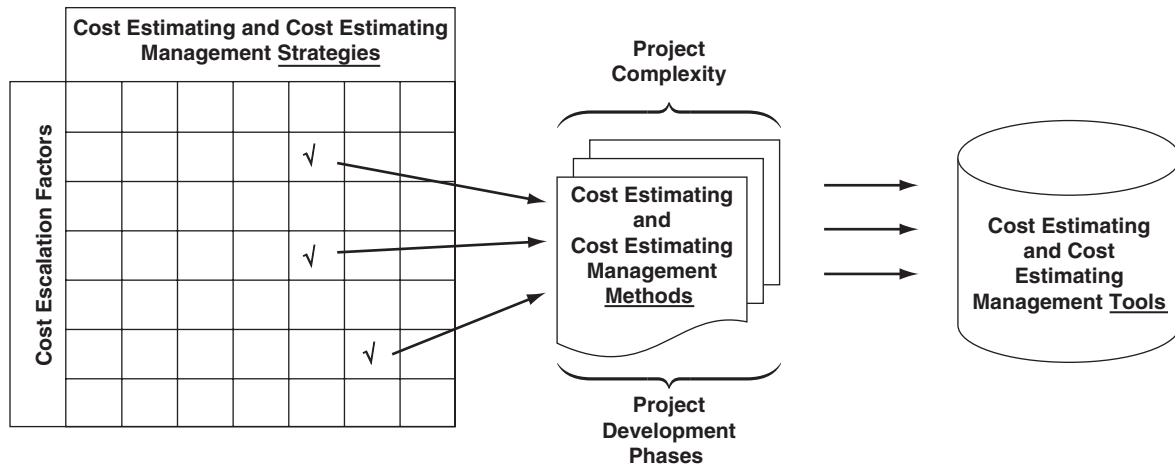 Cost Estimating and Cost Estimating
Management Strategies
Cost Escalation Factors
√
√
√
Project
Complexity
Cost Estimating
and
Cost Estimating
Management
Methods
Project
Development
Phases
Cost Estimating
and Cost
Estimating
Management Tools